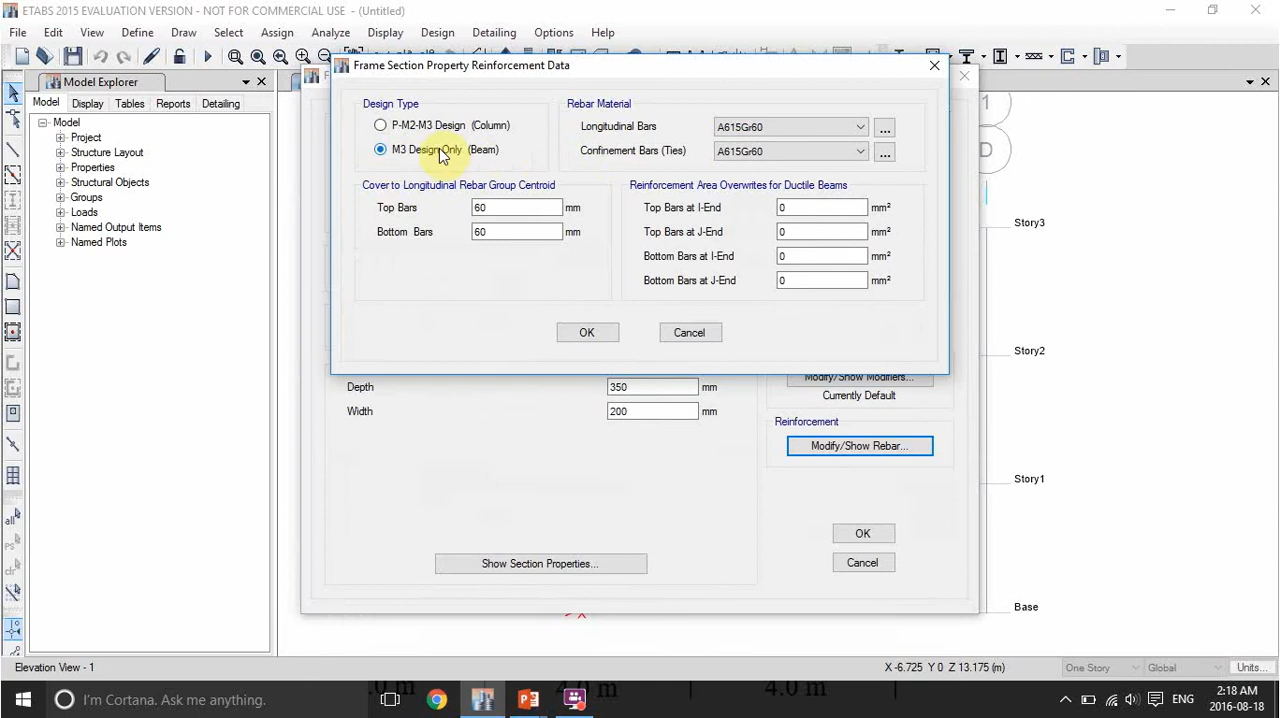 ETABS 2015 EVALUATION VERSION - NOT FOR COMMERCIAL USE - (Untitled)
File Edit View Define Draw Select Assign Analyze Display Design Detailing Options Help
Model Explorer
Model Display Tables Reports Detailing
Model
Project
Structure Layout
Properties
Structural Objects
Groups
Loads
Named Output Items
Named Plots
Frame Section Property Reinforcement Data
Design Type
P-M2-M3 Design (Column)
M3 Design Only (Beam)
Rebar Material
Longitudinal Bars A615Gr60 ...
Confinement Bars (Ties) A615Gr60 ...
Cover to Longitudinal Rebar Group Centroid
Top Bars 60 mm
Bottom Bars 60 mm
Reinforcement Area Overwrites for Ductile Beams
Top Bars at I-End 0 mm²
Top Bars at J-End 0 mm²
Bottom Bars at I-End 0 mm²
Bottom Bars at J-End 0 mm²
OK Cancel
Depth 350 mm
Width 200 mm
Modify/Show Modifiers...
Currently Default
Reinforcement
Modify/Show Rebar...
OK
Cancel
Show Section Properties...
1
D
Story3
Story2
Story1
Base
X
Elevation View - 1
X -6.725 Y 0 Z 13.175 (m)
One Story Global Units...
I'm Cortana. Ask me anything.
4.0 m
ENG
2:18 AM
2016-08-18